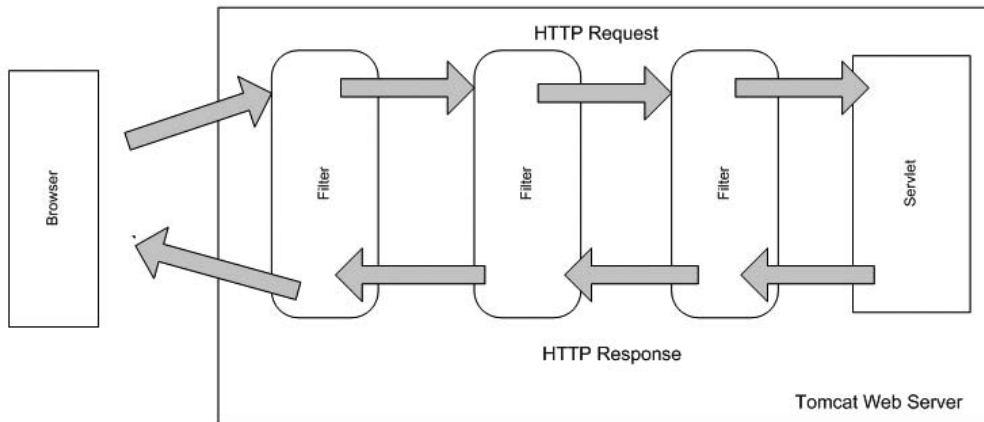 HTTP Request
Browser
Filter
Filter
Filter
Servlet
HTTP Response
Tomcat Web Server